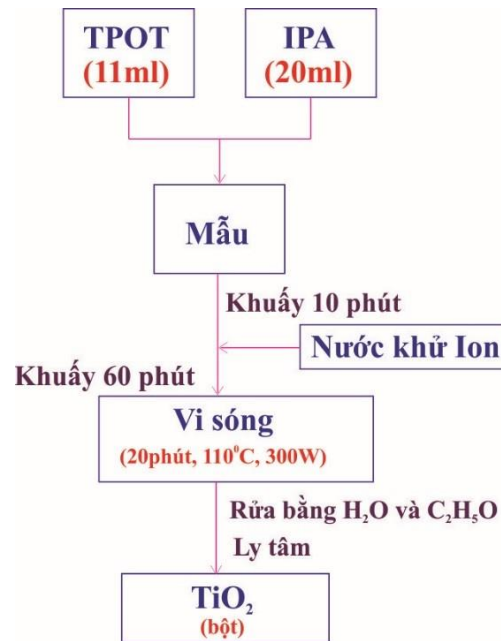 TPOT
(11ml)
IPA
(20ml)
Mẫu
Khuấy 10 phút
Nước khử Ion
Khuấy 60 phút
Vi sóng
(20phút, 110⁰C, 300W)
Rửa bằng H₂O và C₂H₅O
Ly tâm
TiO₂
(bột)